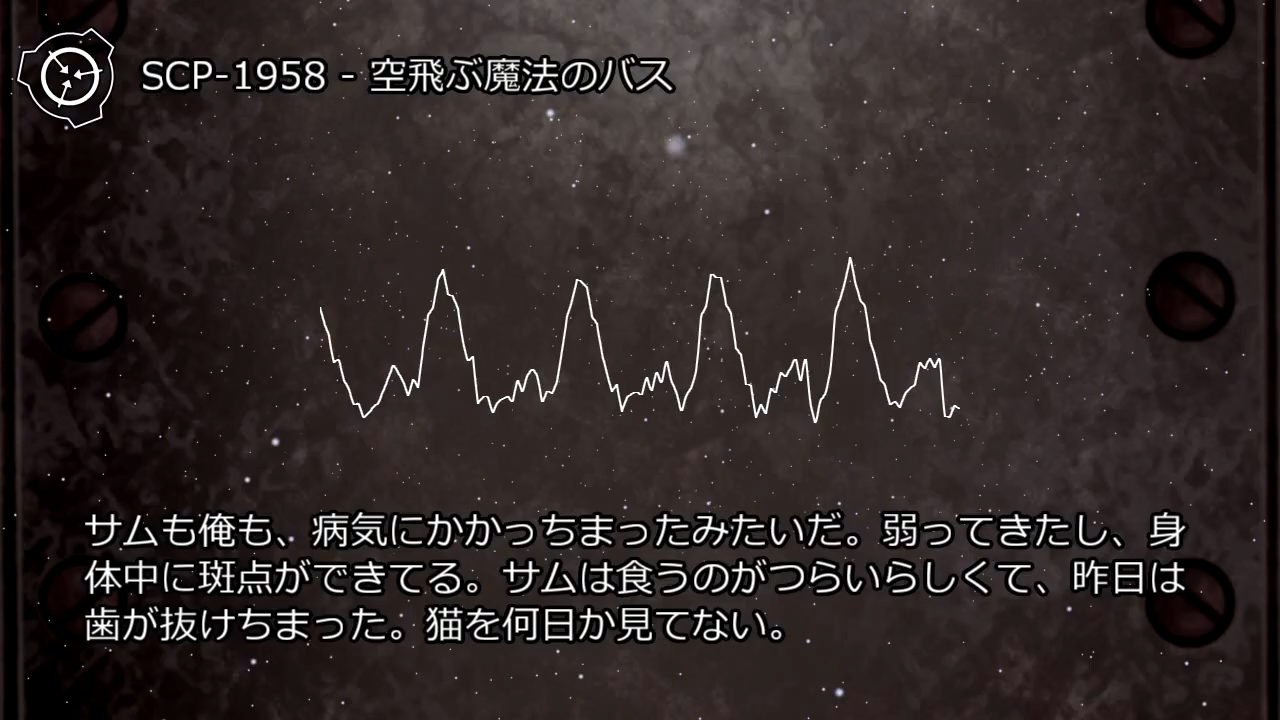 SCP-1958 - 空飛ぶ魔法のバス
サムも俺も、病気にかかっちまったみたいだ。弱ってきたし、身
体中に斑点ができてる。サムは食うのがつらいらしくて、昨日は
歯が抜けちまった。猫を何日か見てない。